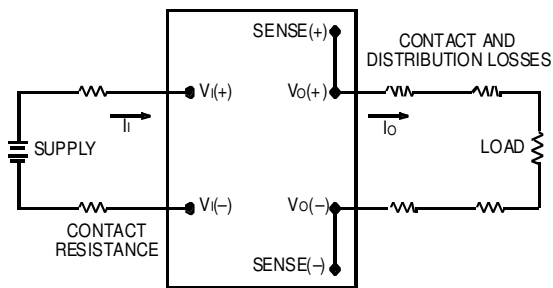 SENSE(+)
CONTACT AND
DISTRIBUTION LOSSES
VI(+)
VO(+)
II
IO
SUPPLY
LOAD
VI(–)
VO(–)
CONTACT
RESISTANCE
SENSE(–)